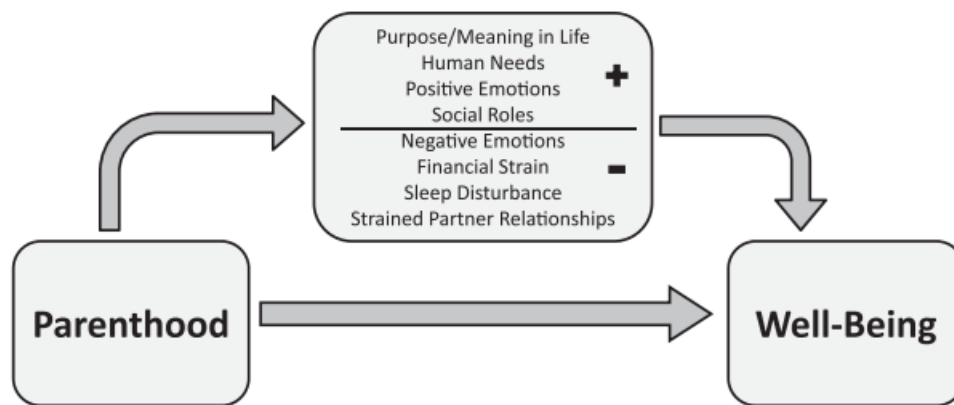 Purpose/Meaning in Life
Human Needs
Positive Emotions
Social Roles
+
Negative Emotions
Financial Strain
Sleep Disturbance
Strained Partner Relationships
-
Parenthood
Well-Being